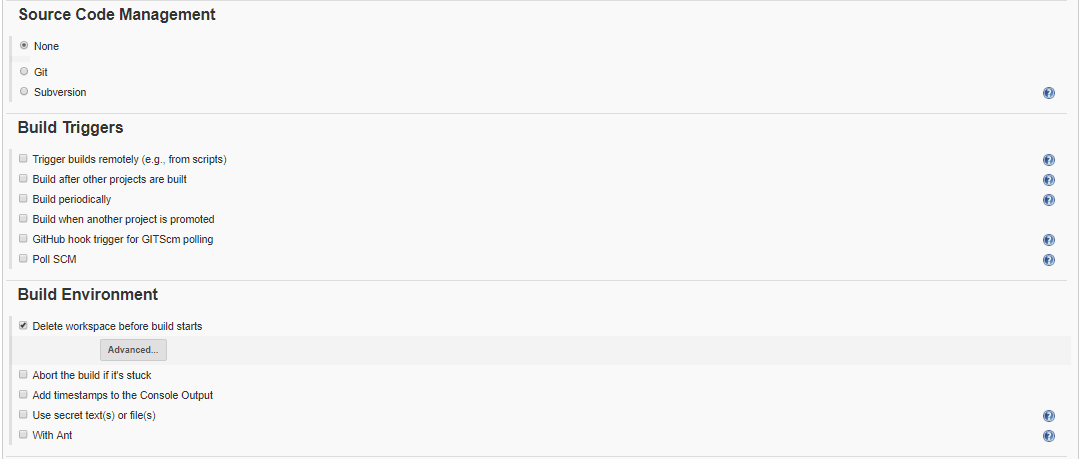 Source Code Management
None
Git
Subversion
Build Triggers
Trigger builds remotely (e.g., from scripts)
Build after other projects are built
Build periodically
Build when another project is promoted
GitHub hook trigger for GITScm polling
Poll SCM
Build Environment
Delete workspace before build starts
Advanced...
Abort the build if it's stuck
Add timestamps to the Console Output
Use secret text(s) or file(s)
With Ant